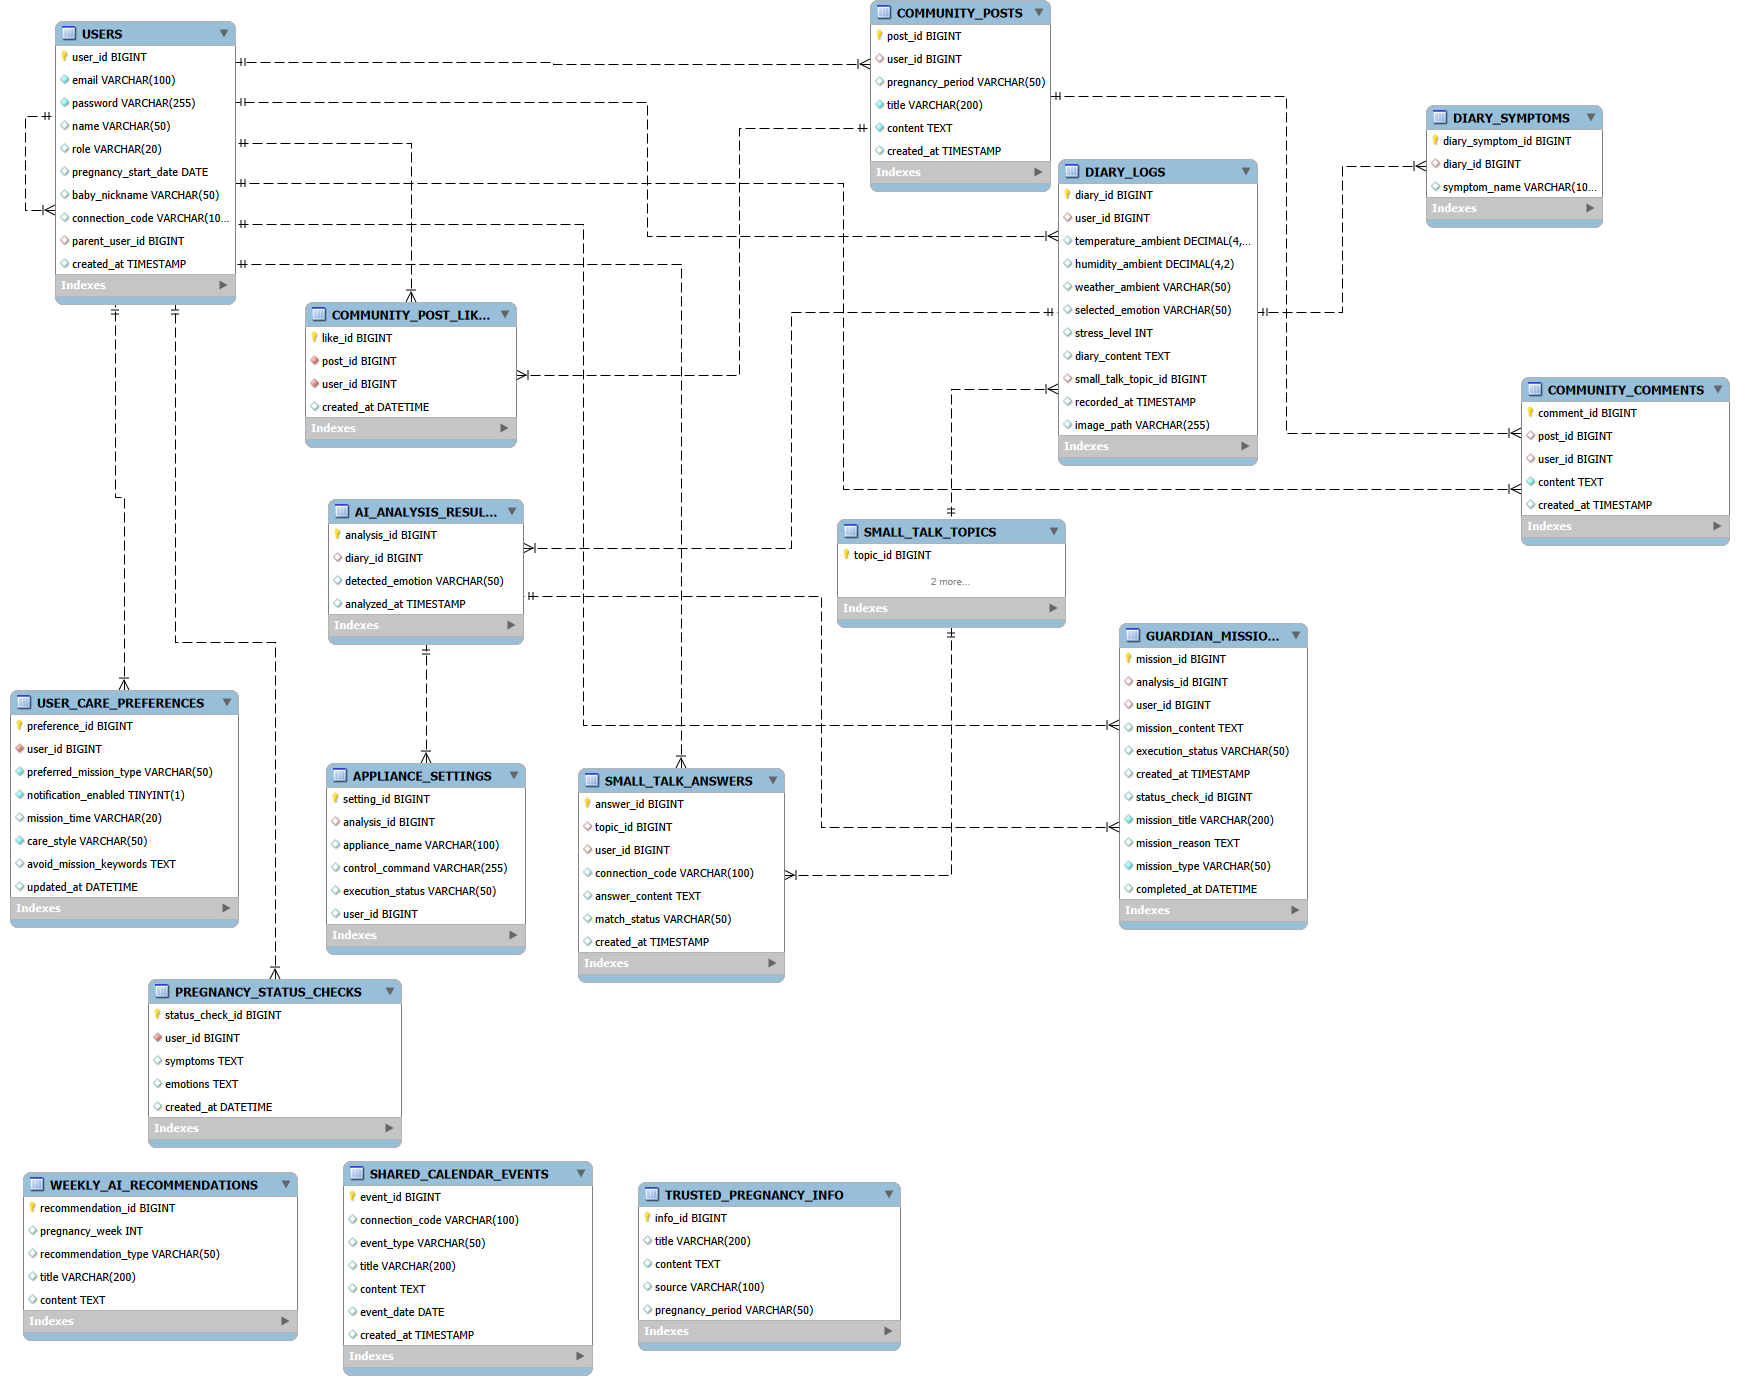 USERS
user_id BIGINT
email VARCHAR(100)
password VARCHAR(255)
name VARCHAR(50)
role VARCHAR(20)
pregnancy_start_date DATE
baby_nickname VARCHAR(50)
connection_code VARCHAR(10...
parent_user_id BIGINT
created_at TIMESTAMP
Indexes
COMMUNITY_POSTS
post_id BIGINT
user_id BIGINT
pregnancy_period VARCHAR(50)
title VARCHAR(200)
content TEXT
created_at TIMESTAMP
Indexes
DIARY_SYMPTOMS
diary_symptom_id BIGINT
diary_id BIGINT
symptom_name VARCHAR(10...
Indexes
DIARY_LOGS
diary_id BIGINT
user_id BIGINT
temperature_ambient DECIMAL(4,...
humidity_ambient DECIMAL(4,2)
weather_ambient VARCHAR(50)
selected_emotion VARCHAR(50)
stress_level INT
diary_content TEXT
small_talk_topic_id BIGINT
recorded_at TIMESTAMP
image_path VARCHAR(255)
Indexes
COMMUNITY_POST_LIK...
like_id BIGINT
post_id BIGINT
user_id BIGINT
created_at DATETIME
Indexes
COMMUNITY_COMMENTS
comment_id BIGINT
post_id BIGINT
user_id BIGINT
content TEXT
created_at TIMESTAMP
Indexes
AI_ANALYSIS_RESUL...
analysis_id BIGINT
diary_id BIGINT
detected_emotion VARCHAR(50)
analyzed_at TIMESTAMP
Indexes
SMALL_TALK_TOPICS
topic_id BIGINT
2 more...
Indexes
GUARDIAN_MISSIO...
mission_id BIGINT
analysis_id BIGINT
user_id BIGINT
mission_content TEXT
execution_status VARCHAR(50)
created_at TIMESTAMP
status_check_id BIGINT
mission_title VARCHAR(200)
mission_reason TEXT
mission_type VARCHAR(50)
completed_at DATETIME
Indexes
USER_CARE_PREFERENCES
preference_id BIGINT
user_id BIGINT
preferred_mission_type VARCHAR(50)
notification_enabled TINYINT(1)
mission_time VARCHAR(20)
care_style VARCHAR(50)
avoid_mission_keywords TEXT
updated_at DATETIME
Indexes
APPLIANCE_SETTINGS
setting_id BIGINT
analysis_id BIGINT
appliance_name VARCHAR(100)
control_command VARCHAR(255)
execution_status VARCHAR(50)
user_id BIGINT
Indexes
SMALL_TALK_ANSWERS
answer_id BIGINT
topic_id BIGINT
user_id BIGINT
connection_code VARCHAR(100)
answer_content TEXT
match_status VARCHAR(50)
created_at TIMESTAMP
Indexes
PREGNANCY_STATUS_CHECKS
status_check_id BIGINT
user_id BIGINT
symptoms TEXT
emotions TEXT
created_at DATETIME
Indexes
WEEKLY_AI_RECOMMENDATIONS
recommendation_id BIGINT
pregnancy_week INT
recommendation_type VARCHAR(50)
title VARCHAR(200)
content TEXT
Indexes
SHARED_CALENDAR_EVENTS
event_id BIGINT
connection_code VARCHAR(100)
event_type VARCHAR(50)
title VARCHAR(200)
content TEXT
event_date DATE
created_at TIMESTAMP
Indexes
TRUSTED_PREGNANCY_INFO
info_id BIGINT
title VARCHAR(200)
content TEXT
source VARCHAR(100)
pregnancy_period VARCHAR(50)
Indexes